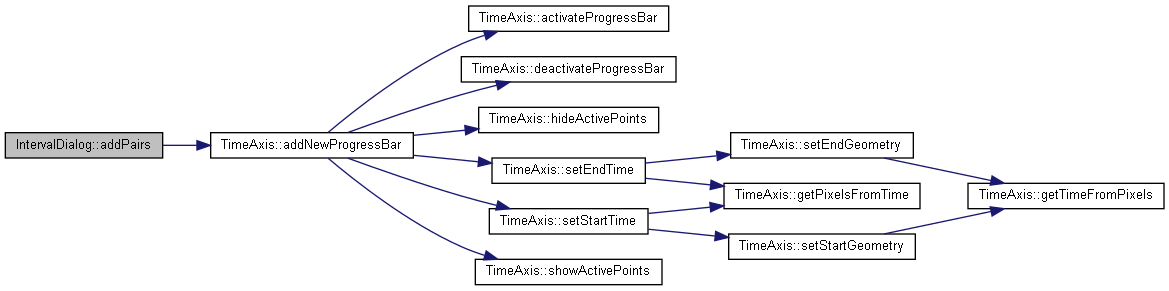 TimeAxis::activateProgressBar
TimeAxis::deactivateProgressBar
TimeAxis::hideActivePoints
IntervalDialog::addPairs
TimeAxis::addNewProgressBar
TimeAxis::setEndGeometry
TimeAxis::setEndTime
TimeAxis::getPixelsFromTime
TimeAxis::getTimeFromPixels
TimeAxis::setStartTime
TimeAxis::setStartGeometry
TimeAxis::showActivePoints